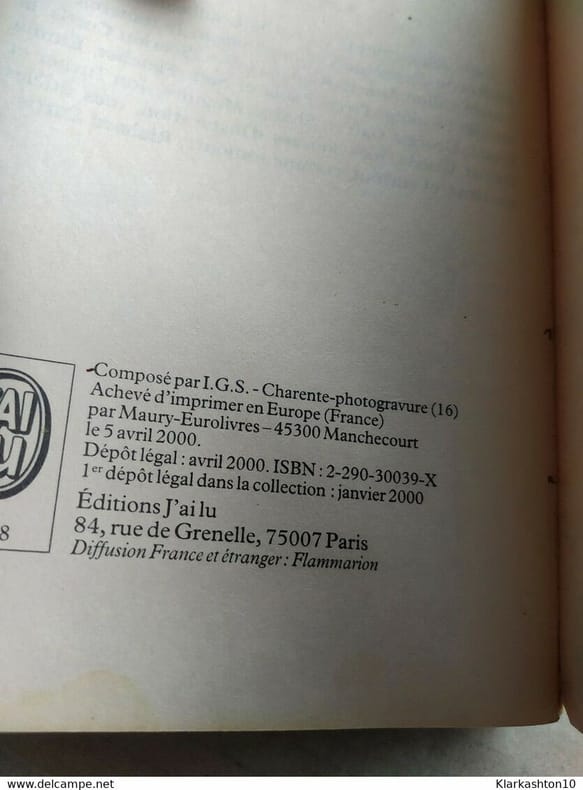 Composé par I.G.S. - Charente-photogravure (16)
Achevé d'imprimer en Europe (France)
par Maury-Eurolivres – 45300 Manchecourt
le 5 avril 2000.
Dépôt légal : avril 2000. ISBN : 2-290-30039-X
1er dépôt légal dans la collection : janvier 2000
Éditions J'ai lu
84, rue de Grenelle, 75007 Paris
Diffusion France et étranger : Flammarion
8
www.delcampe.net
Klarkashton10